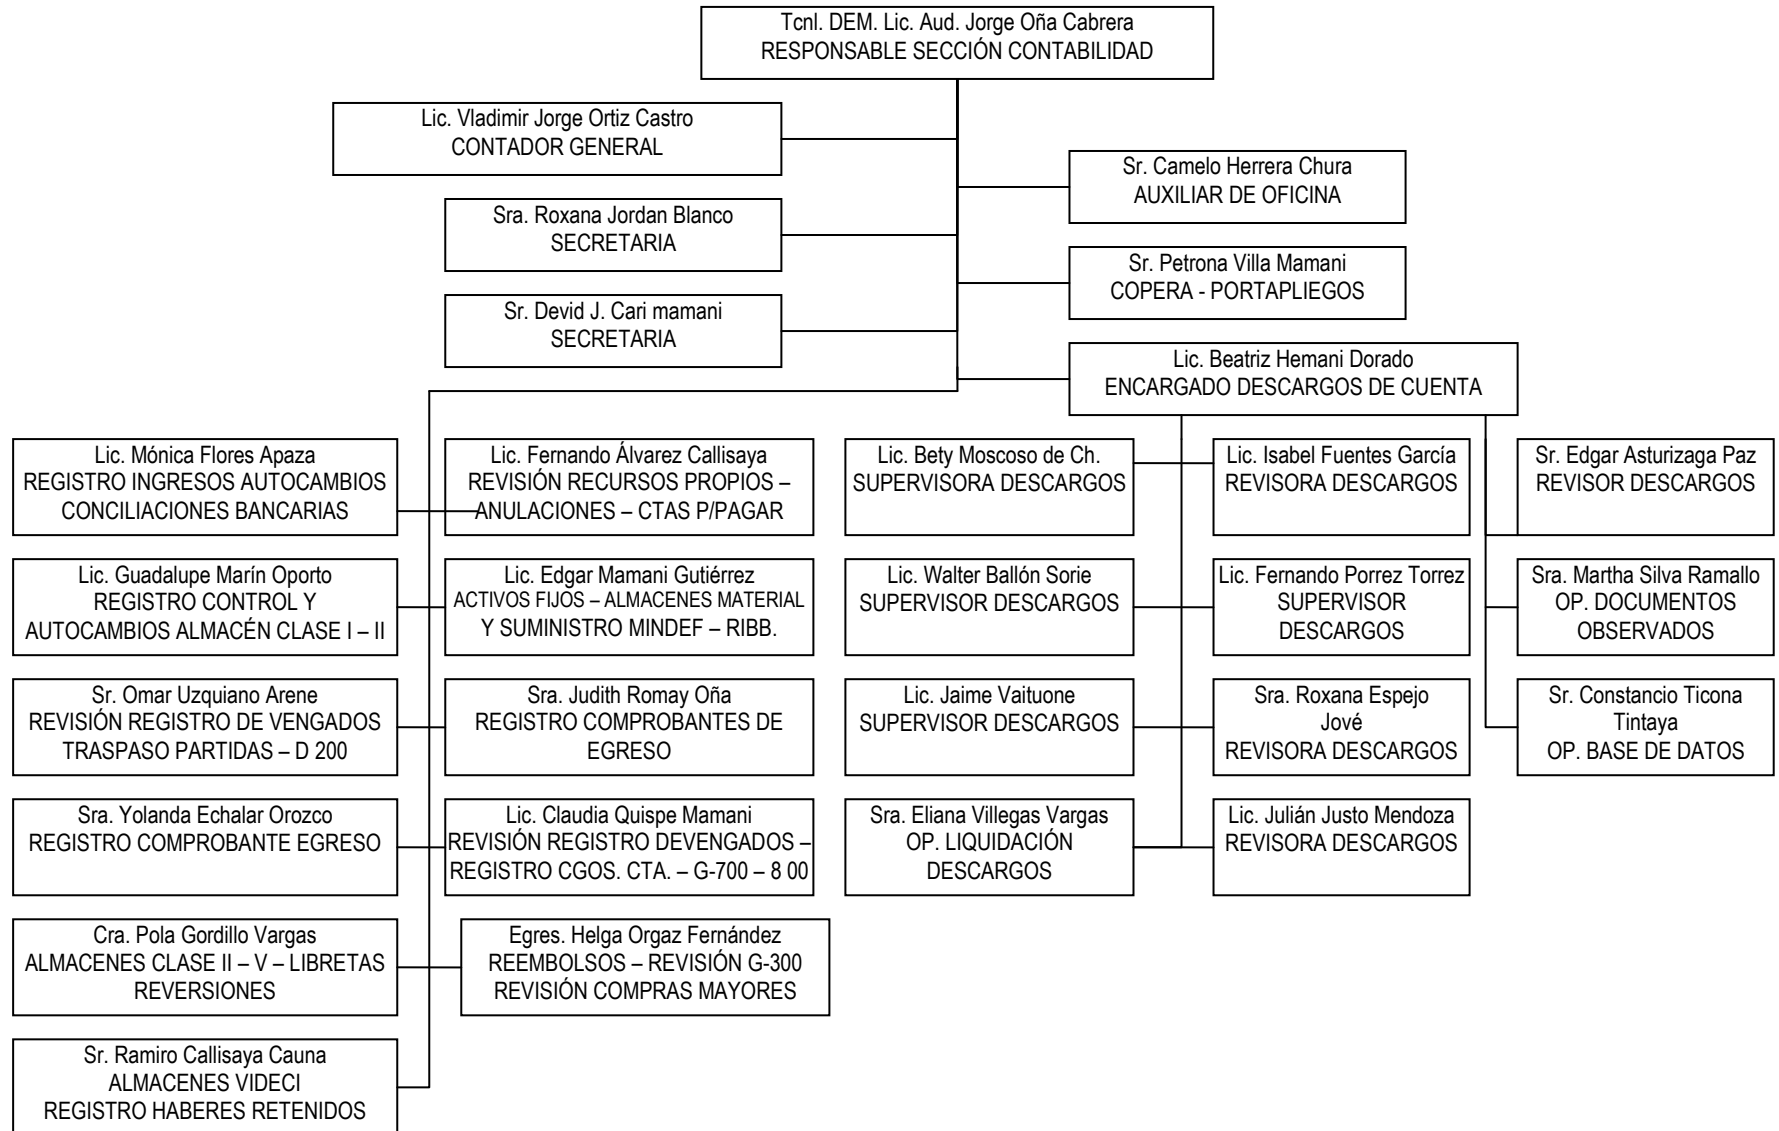 Tcnl. DEM. Lic. Aud. Jorge Oña Cabrera
RESPONSABLE SECCIÓN CONTABILIDAD
Lic. Vladimir Jorge Ortiz Castro
CONTADOR GENERAL
Sr. Camelo Herrera Chura
AUXILIAR DE OFICINA
Sra. Roxana Jordan Blanco
SECRETARIA
Sr. Petrona Villa Mamani
COPERA - PORTAPLIEGOS
Sr. Devid J. Cari mamani
SECRETARIA
Lic. Beatriz Hemani Dorado
ENCARGADO DESCARGOS DE CUENTA
Lic. Mónica Flores Apaza
REGISTRO INGRESOS AUTOCAMBIOS
CONCILIACIONES BANCARIAS
Lic. Fernando Álvarez Callisaya
REVISIÓN RECURSOS PROPIOS –
ANULACIONES – CTAS P/PAGAR
Lic. Bety Moscoso de Ch.
SUPERVISORA DESCARGOS
Lic. Isabel Fuentes García
REVISORA DESCARGOS
Sr. Edgar Asturizaga Paz
REVISOR DESCARGOS
Lic. Guadalupe Marín Oporto
REGISTRO CONTROL Y
AUTOCAMBIOS ALMACÉN CLASE I – II
Lic. Edgar Mamani Gutiérrez
ACTIVOS FIJOS – ALMACENES MATERIAL
Y SUMINISTRO MINDEF – RIBB.
Lic. Walter Ballón Sorie
SUPERVISOR DESCARGOS
Lic. Fernando Porrez Torrez
SUPERVISOR
DESCARGOS
Sra. Martha Silva Ramallo
OP. DOCUMENTOS
OBSERVADOS
Sr. Omar Uzquiano Arene
REVISIÓN REGISTRO DE VENGADOS
TRASPASO PARTIDAS – D 200
Sra. Judith Romay Oña
REGISTRO COMPROBANTES DE
EGRESO
Lic. Jaime Vaituone
SUPERVISOR DESCARGOS
Sra. Roxana Espejo
Jové
REVISORA DESCARGOS
Sr. Constancio Ticona
Tintaya
OP. BASE DE DATOS
Sra. Yolanda Echalar Orozco
REGISTRO COMPROBANTE EGRESO
Lic. Claudia Quispe Mamani
REVISIÓN REGISTRO DEVENGADOS –
REGISTRO CGOS. CTA. – G-700 – 8 00
Sra. Eliana Villegas Vargas
OP. LIQUIDACIÓN
DESCARGOS
Lic. Julián Justo Mendoza
REVISORA DESCARGOS
Cra. Pola Gordillo Vargas
ALMACENES CLASE II – V – LIBRETAS
REVERSIONES
Egres. Helga Orgaz Fernández
REEMBOLSOS – REVISIÓN G-300
REVISIÓN COMPRAS MAYORES
Sr. Ramiro Callisaya Cauna
ALMACENES VIDECI
REGISTRO HABERES RETENIDOS